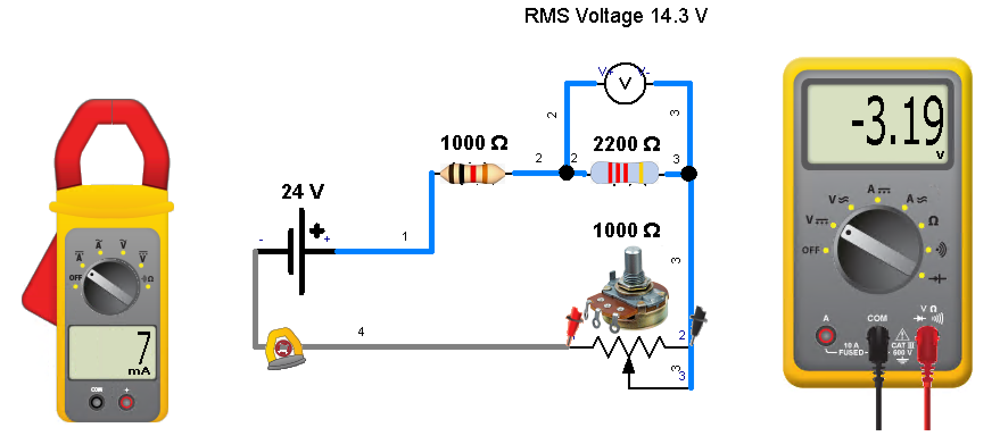 RMS Voltage 14.3 V
V+ V-
V
2
3
1000 Ω
2200 Ω
2
2
3
24 V
-
+
1
1000 Ω
3
4
2
3
3
A
V
A
V
OFF
Ω
7
mA
COM
+
-3.19
V
A
V
A
V
Ω
OFF
V Ω
A
COM
10 A
FUSED
CAT III
600 V